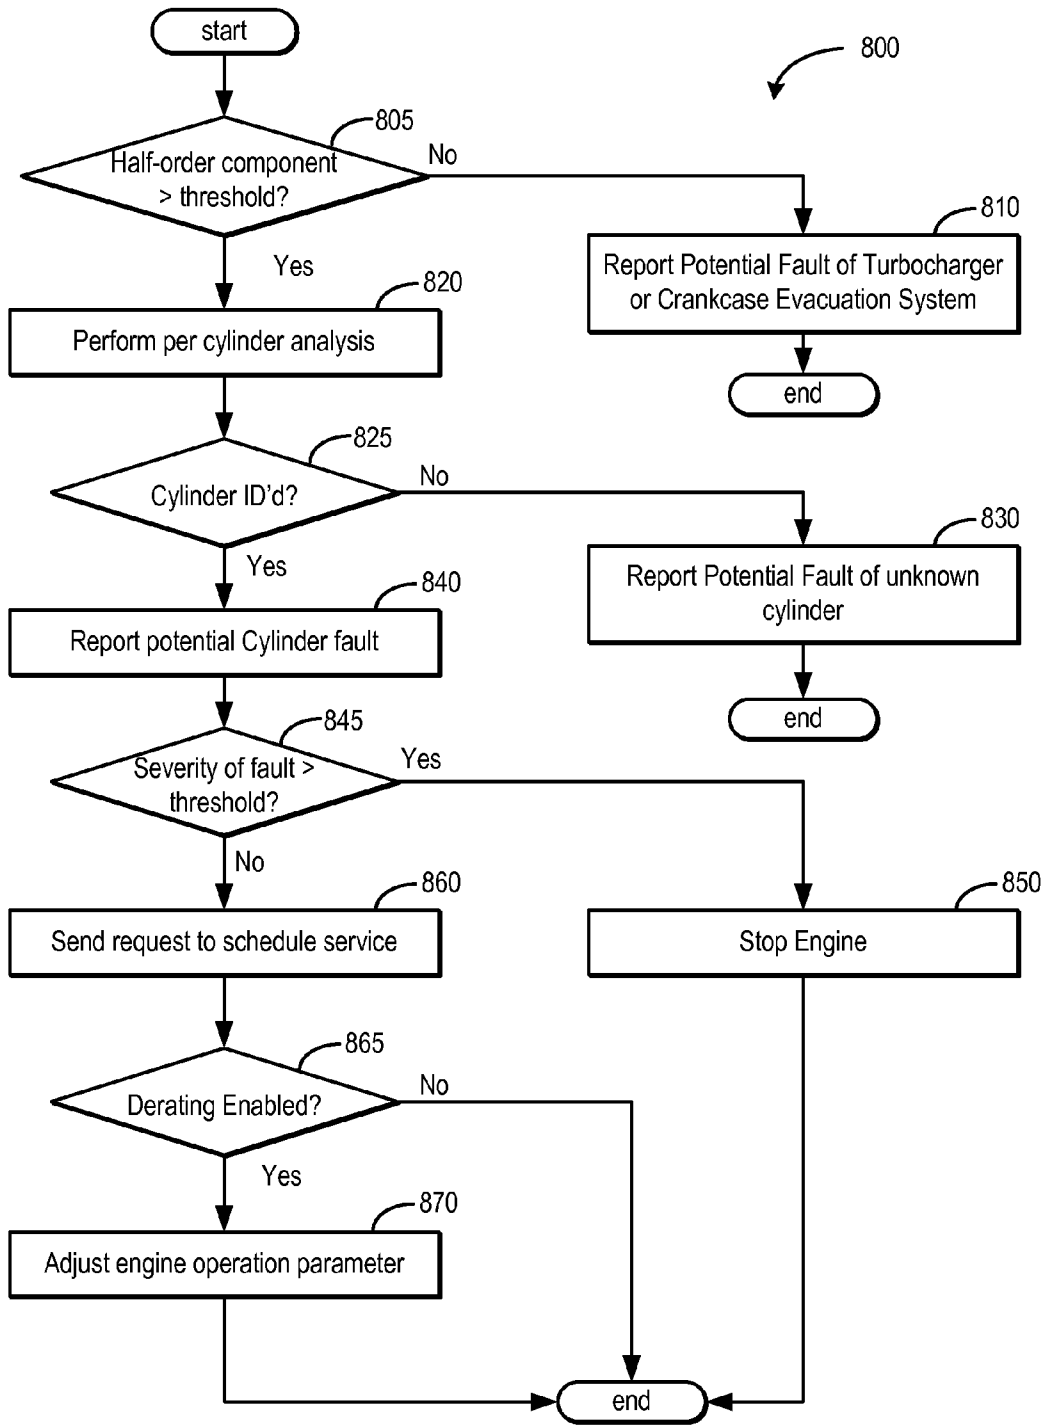 start
800
805
Half-order component
> threshold?
No
Yes
810
Report Potential Fault of Turbocharger
or Crankcase Evacuation System
820
Perform per cylinder analysis
end
825
Cylinder ID'd?
No
Yes
830
Report Potential Fault of unknown
cylinder
840
Report potential Cylinder fault
end
845
Severity of fault >
threshold?
Yes
No
860
Send request to schedule service
850
Stop Engine
865
Derating Enabled?
No
Yes
870
Adjust engine operation parameter
end